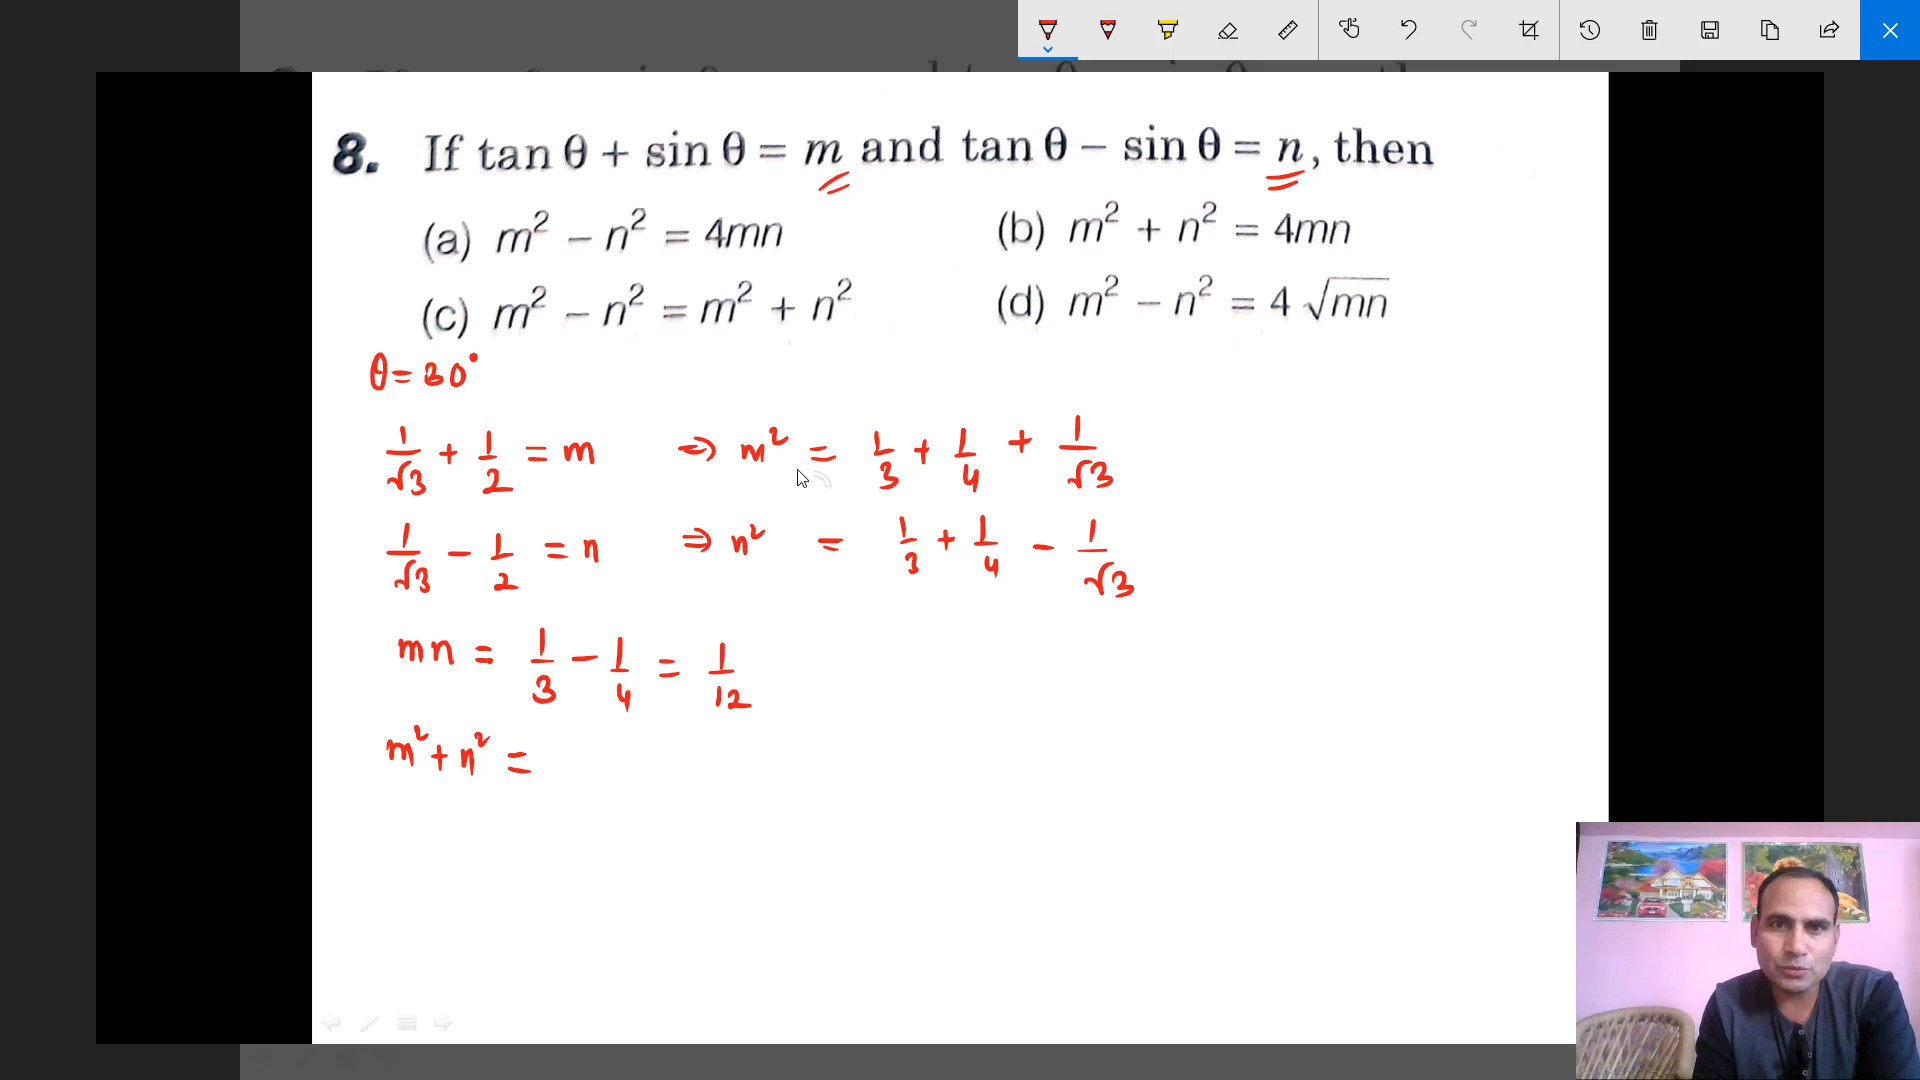 8. If tan θ + sin θ = m and tan θ − sin θ = n, then
(a) m² − n² = 4mn
(b) m² + n² = 4mn
(c) m² − n² = m² + n²
(d) m² − n² = 4 √mn
θ = 30°
1/√3 + 1/2 = m ⇒ m² = 1/3 + 1/4 + 1/√3
1/√3 − 1/2 = n ⇒ n² = 1/3 + 1/4 − 1/√3
mn = 1/3 − 1/4 = 1/12
m² + n² =